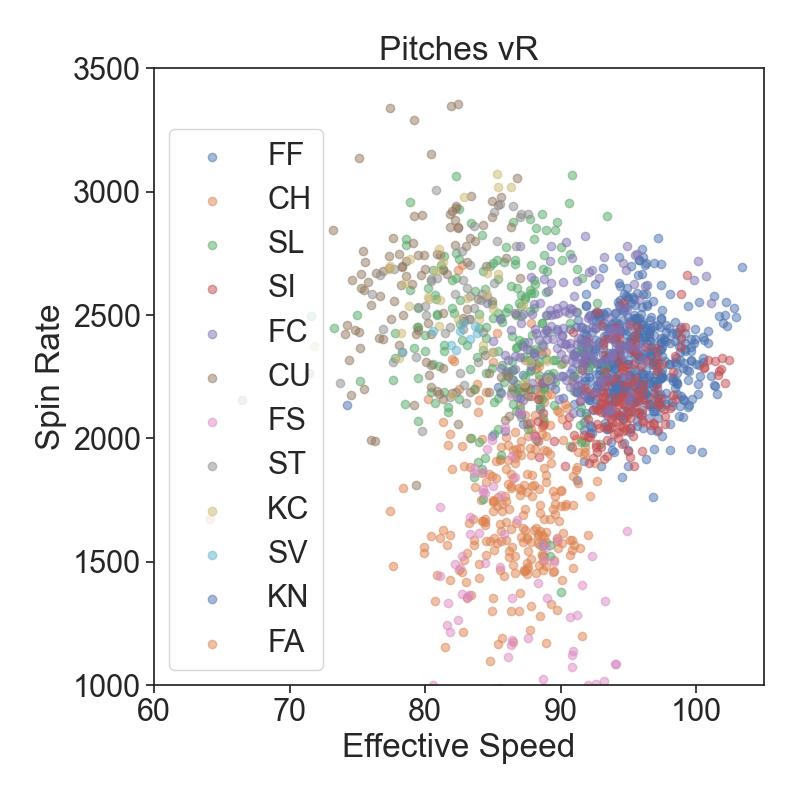 Pitches vR
3500
3000
2500
2000
1500
1000
Spin Rate
FF
CH
SL
SI
FC
CU
FS
ST
KC
SV
KN
FA
60 70 80 90 100
Effective Speed